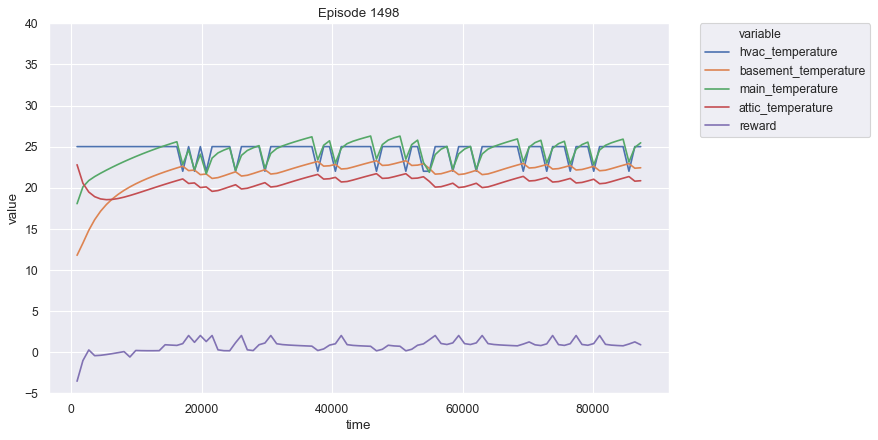 Episode 1498
40
35
30
25
20
15
10
5
0
−5
value
0
20000
40000
60000
80000
time
variable
hvac_temperature
basement_temperature
main_temperature
attic_temperature
reward